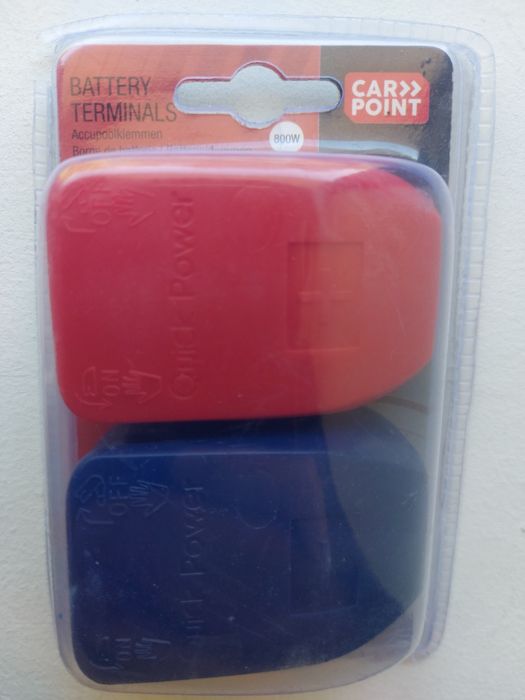 BATTERY
TERMINALS
Accupoolklemmen
CAR
POINT
800W
OFF
Quick Power
+
ON
OFF
Quick Power
ON